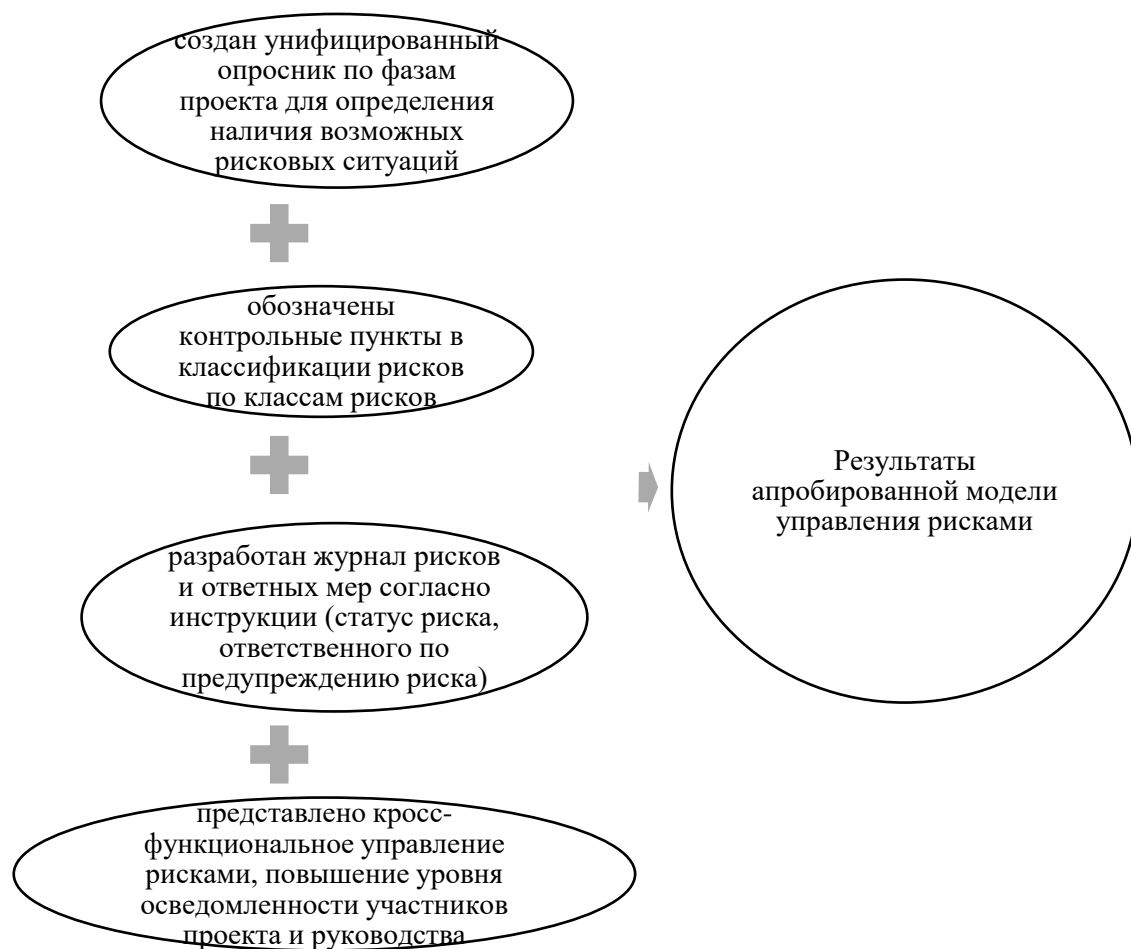 создан унифицированный
опросник по фазам
проекта для определения
наличия возможных
рисковых ситуаций
обозначены
контрольные пункты в
классификации рисков
по классам рисков
разработан журнал рисков
и ответных мер согласно
инструкции (статус риска,
ответственного по
предупреждению риска)
представлено кросс-
функциональное управление
рисками, повышение уровня
осведомленности участников
проекта и руководства
Результаты
апробированной модели
управления рисками